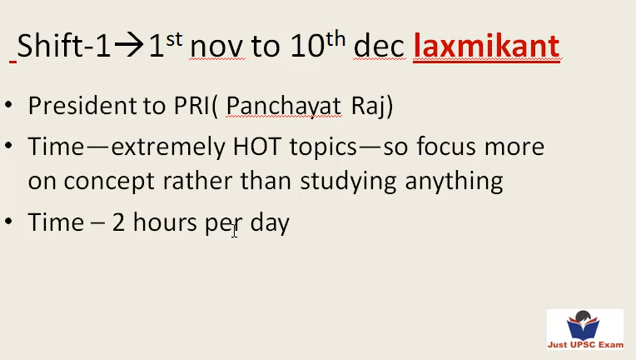 Shift-1→1st nov to 10th dec laxmikant
• President to PRI( Panchayat Raj)
• Time—extremely HOT topics—so focus more
on concept rather than studying anything
• Time – 2 hours per day
Just UPSC Exam